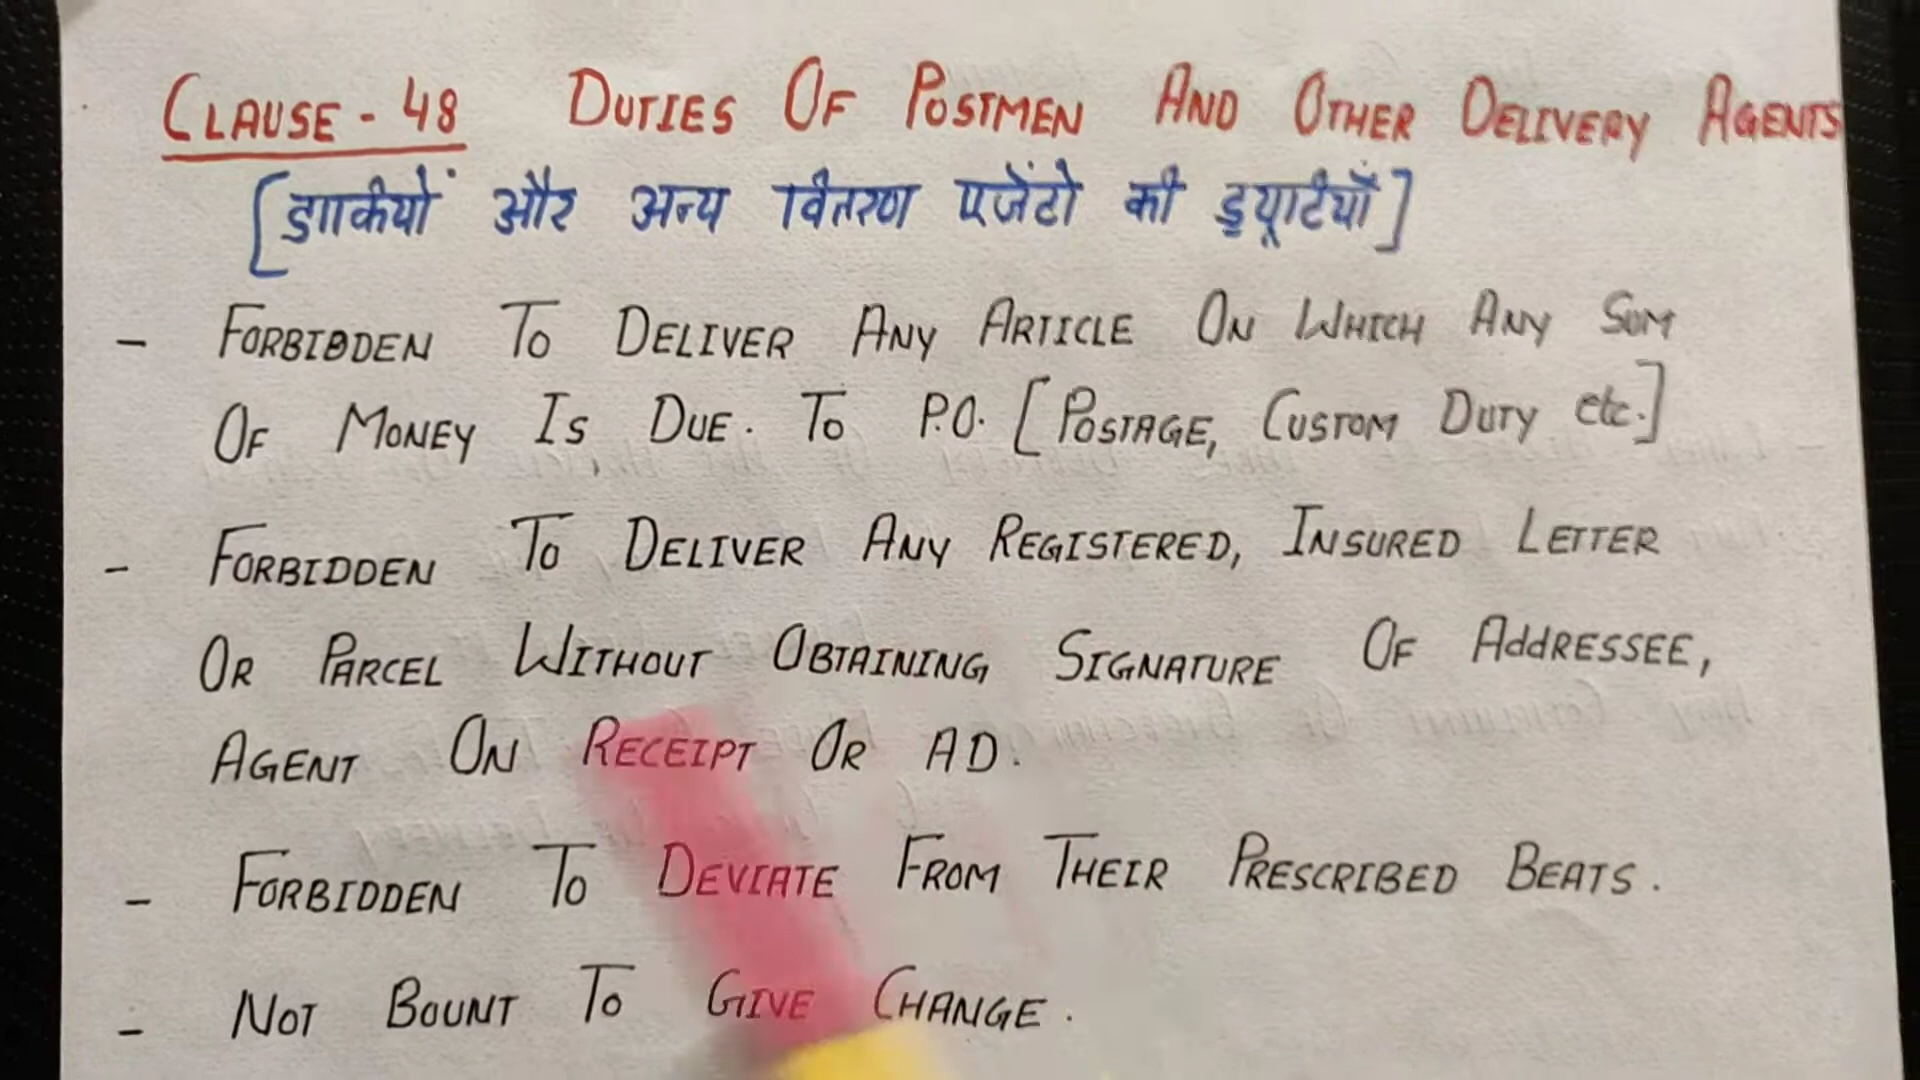 CLAUSE - 48 DUTIES OF POSTMEN AND OTHER DELIVERY AGENTS
[डाकीयों और अन्य वितरण एजेंटो की ड्यूटीयाँ]
- FORBIDDEN TO DELIVER ANY ARTICLE ON WHICH ANY SUM
OF MONEY IS DUE. TO P.O. [POSTAGE, CUSTOM DUTY etc.]
- FORBIDDEN TO DELIVER ANY REGISTERED, INSURED LETTER
OR PARCEL WITHOUT OBTAINING SIGNATURE OF ADDRESSEE,
AGENT ON RECEIPT OR AD.
- FORBIDDEN TO DEVIATE FROM THEIR PRESCRIBED BEATS.
- NOT BOUNT TO GIVE CHANGE.